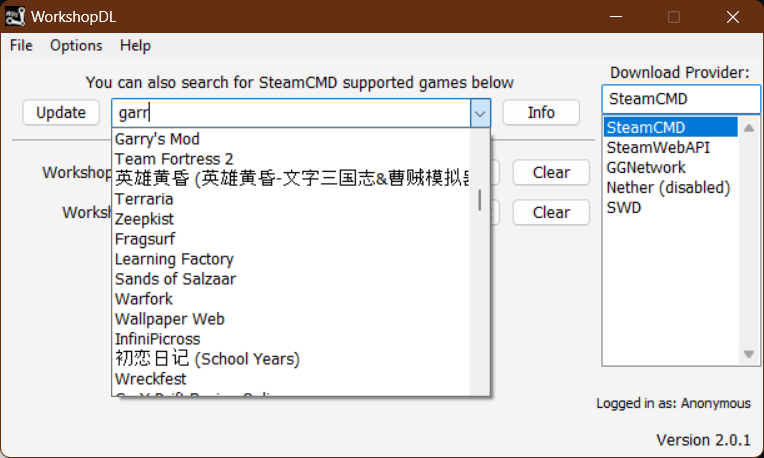 WorkshopDL
File Options Help
You can also search for SteamCMD supported games below
Download Provider:
Update
garr
Info
SteamCMD
Garry's Mod
Team Fortress 2
英雄黄昏 (英雄黄昏-文字三国志&曹贼模拟器
Terraria
Zeepkist
Fragsurf
Learning Factory
Sands of Salzaar
Warfork
Wallpaper Web
InfiniPicross
初恋日记 (School Years)
Wreckfest
Workshop
Clear
Worksh
Clear
SteamCMD
SteamWebAPI
GGNetwork
Nether (disabled)
SWD
Logged in as: Anonymous
Version 2.0.1